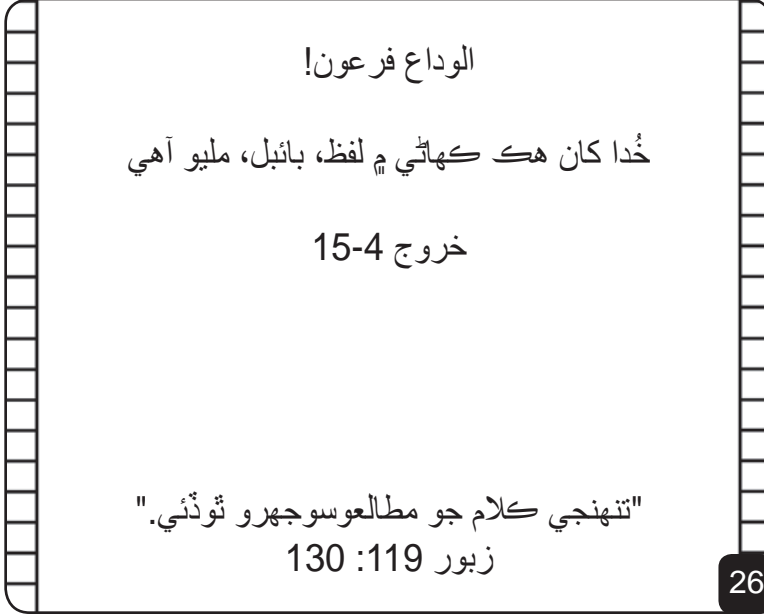 الوداع فرعون!
خُدا کان هڪ ڪهاڻي ۾ لفظ، بائبل، مليو آهي
خروج 4-15
"تنهنجي ڪلام جو مطالعوسوجهرو ٿوڏئي."
زبور 119: 130
26